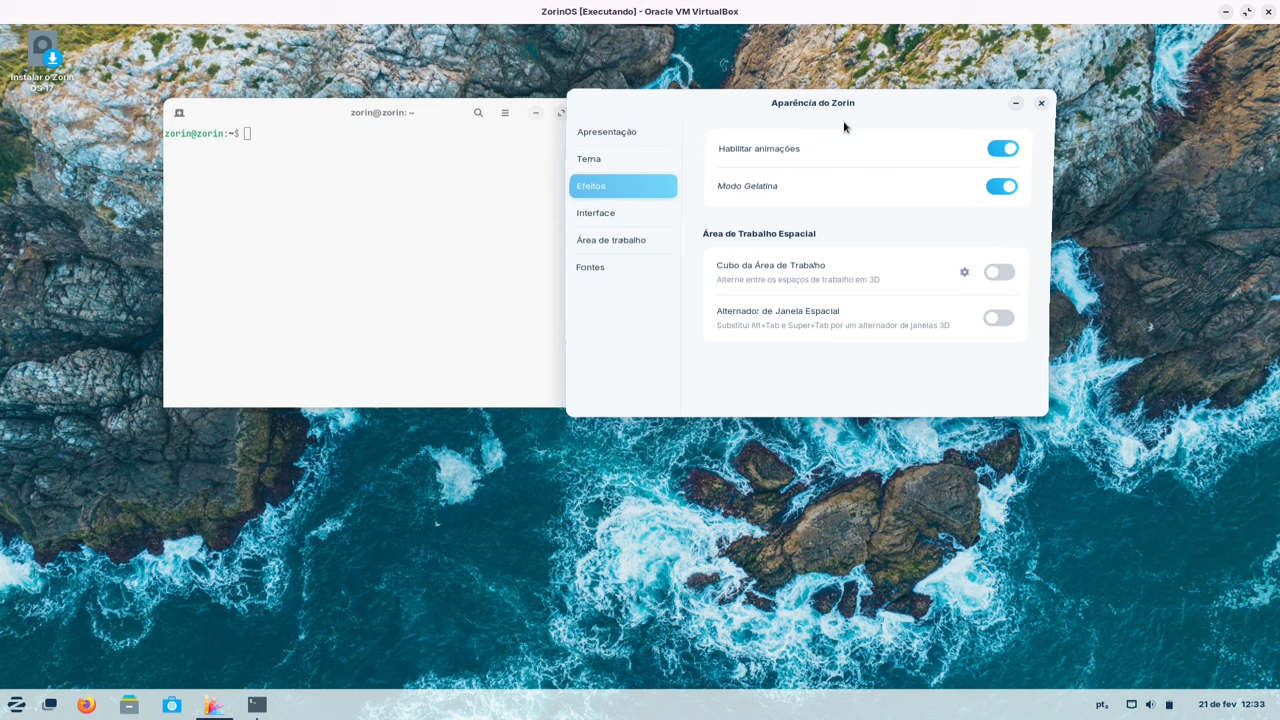 ZorinOS [Executando] - Oracle VM VirtualBox
Instalar o Zorin
OS 17
zorin@zorin: ~
zorin@zorin:~$
Aparência do Zorin
Apresentação
Tema
Efeitos
Interface
Área de trabalho
Fontes
Habilitar animações
Modo Gelatina
Área de Trabalho Espacial
Cubo da Área de Trabalho
Alterne entre os espaços de trabalho em 3D
Alternador de Janela Espacial
Substitui Alt+Tab e Super+Tab por um alternador de janelas 3D
pt₂
21 de fev 12:33